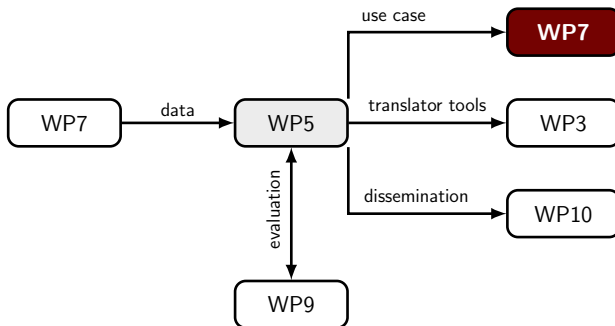 use case
WP7
WP7
data
WP5
translator tools
WP3
evaluation
dissemination
WP10
WP9